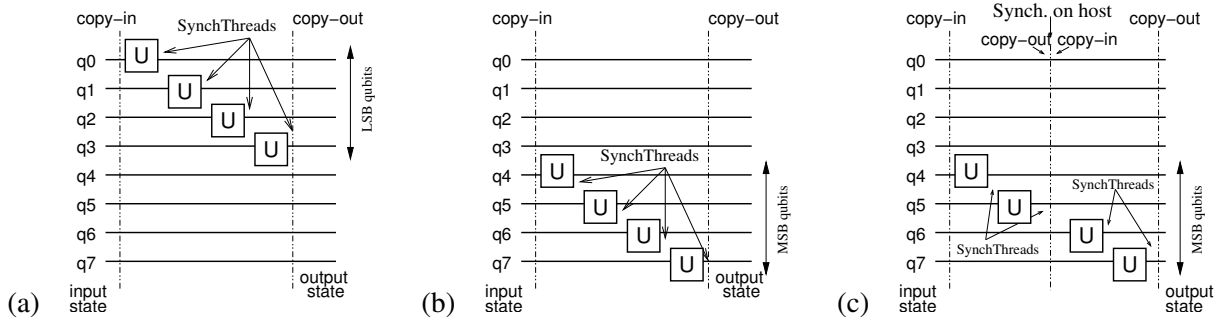 copy−in
SynchThreads
copy−out
q0
U
q1
U
q2
U
q3
U
q4
q5
q6
q7
LSB qubits
(a)
input
state
output
state
copy−in
copy−out
q0
q1
q2
q3
SynchThreads
q4
U
q5
U
q6
U
q7
U
MSB qubits
(b)
input
state
output
state
copy−in
Synch. on host
copy−out
copy−out
copy−in
q0
q1
q2
q3
q4
U
q5
U
SynchThreads
q6
U
SynchThreads
q7
U
MSB qubits
(c)
input
state
output
state